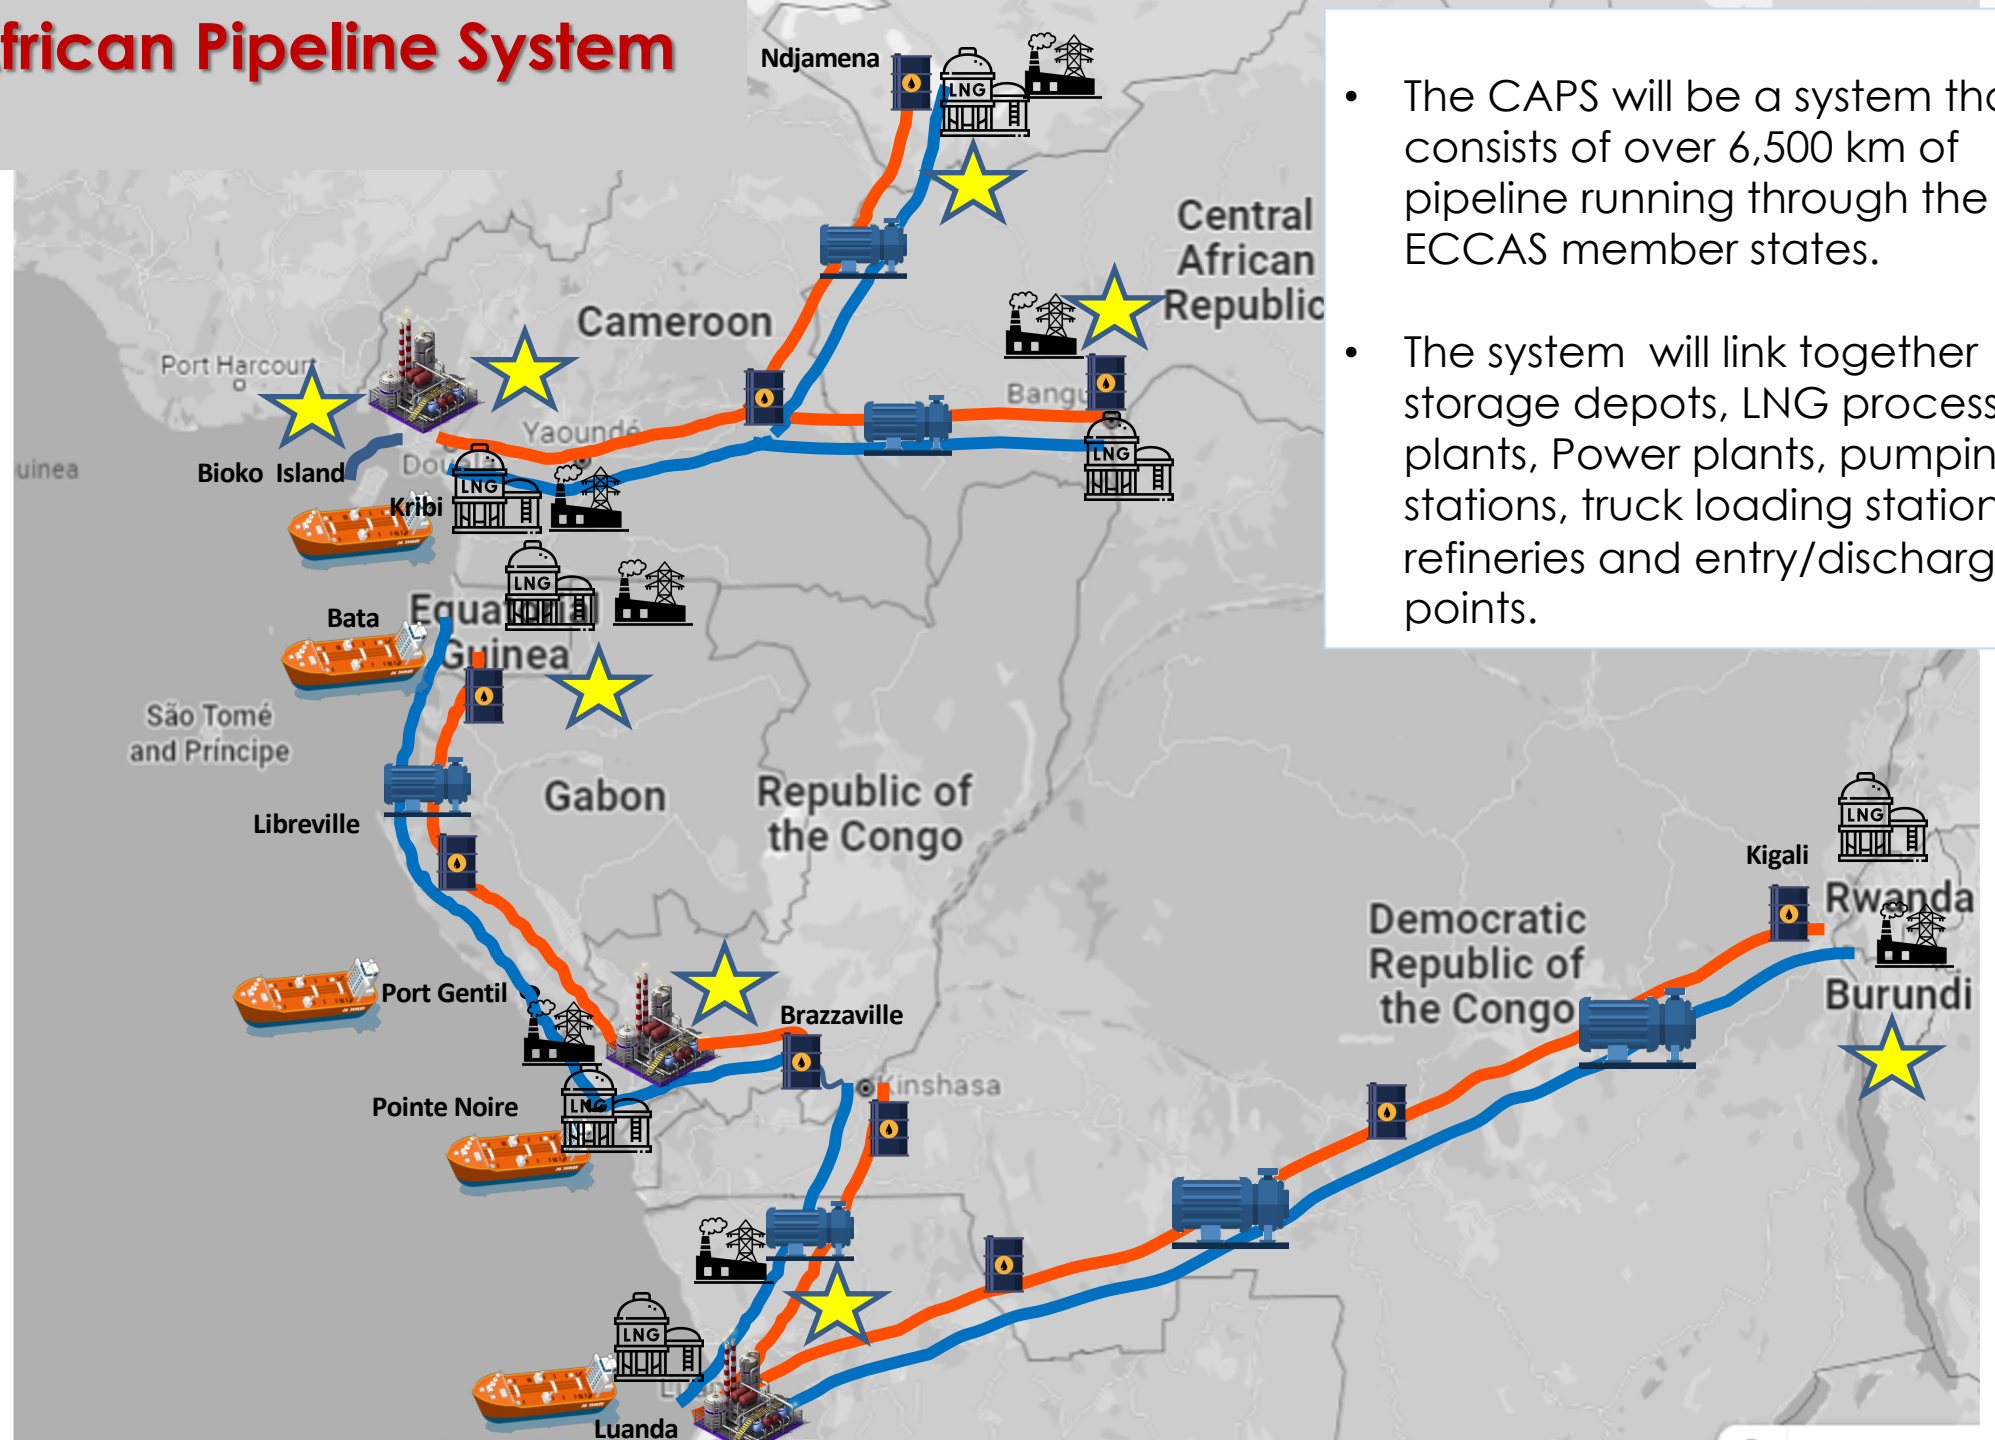 frican Pipeline System
Ndjamena
LNG
• The CAPS will be a system tha
consists of over 6,500 km of
pipeline running through the
ECCAS member states.
• The system will link together
storage depots, LNG process
plants, Power plants, pumpin
stations, truck loading station
refineries and entry/discharg
points.
Central
African
Republic
Cameroon
Port Harcourt
Bangu
Yaoundé
Douala
LNG
Bioko Island
uinea
LNG
Kribi
LNG
Bata
Equatorial
Guinea
São Tomé
and Príncipe
Gabon
Republic of
the Congo
Libreville
LNG
Kigali
Rwanda
Democratic
Republic of
the Congo
Burundi
Port Gentil
Brazzaville
Kinshasa
Pointe Noire
LNG
LNG
Luanda